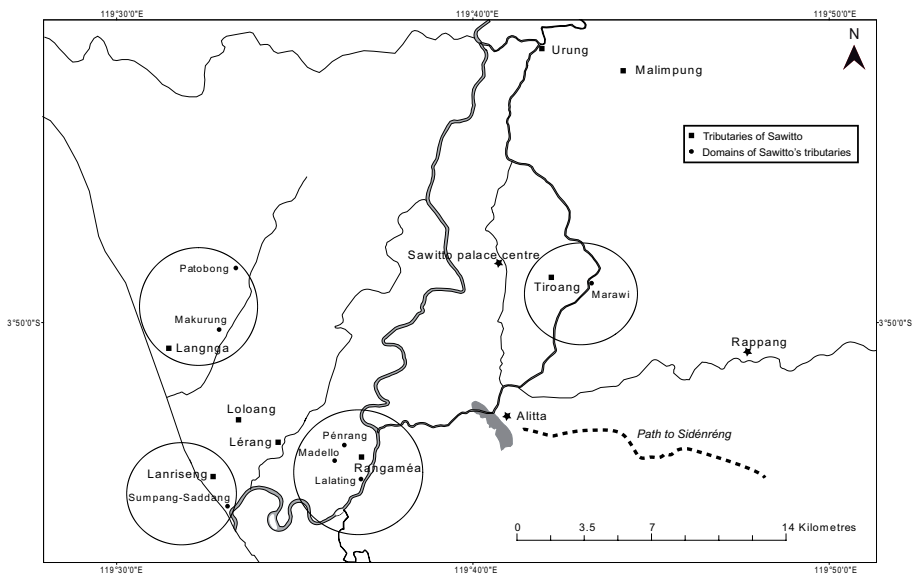 119°30'0"E
119°40'0"E
119°50'0"E
N
Urung
Malimpung
Tributaries of Sawitto
Domains of Sawitto's tributaries
Sawitto palace centre
Patobong
Tiroang
Marawi
Makurung
3°50'0"S
3°50'0"S
Langnga
Rappang
Loloang
Alitta
Lérang
Pénrang
Path to Sidénréng
Madello
Rangaméa
Lanriseng
Lalating
Sumpang-Saddang
0 3.5 7 14 Kilometres
119°30'0"E
119°40'0"E
119°50'0"E